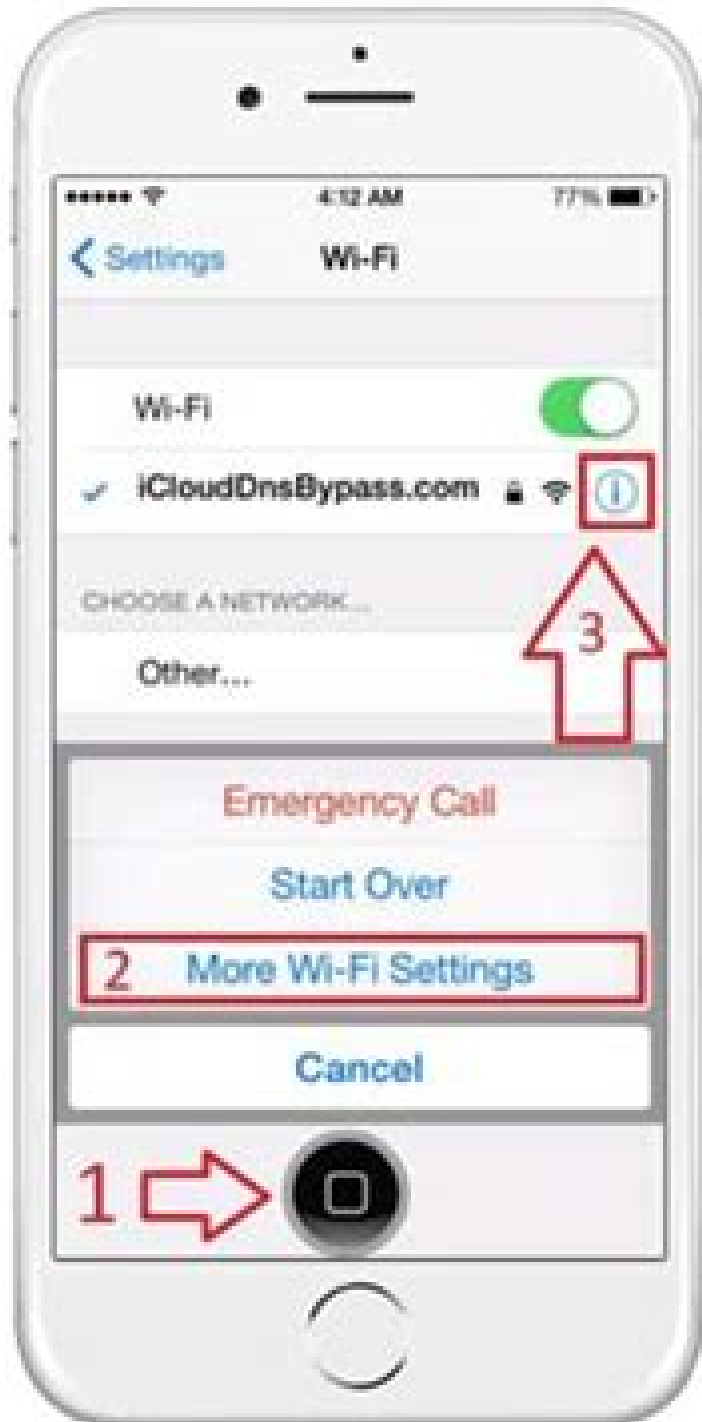 4:12 AM 77%
Settings Wi-Fi
Wi-Fi
iCloudDnsBypass.com
CHOOSE A NETWORK...
3
Other...
Emergency Call
Start Over
2 More Wi-Fi Settings
Cancel
1